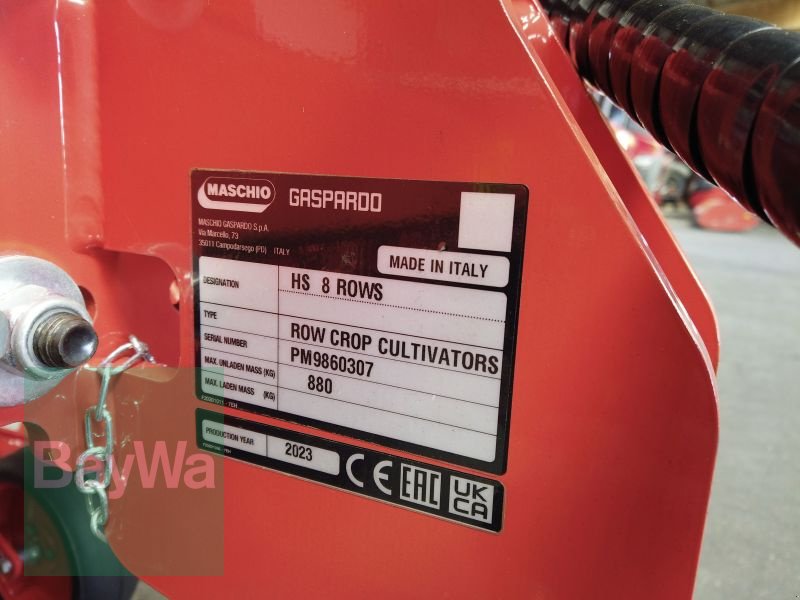 MASCHIO GASPARDO
MASCHIO GASPARDO S.p.A.
Via Marcello, 73
35011 Campodarsego (PD) ITALY
MADE IN ITALY
DESIGNATION HS 8 ROWS
TYPE ROW CROP CULTIVATORS
SERIAL NUMBER PM9860307
MAX. UNLADEN MASS (KG) 880
MAX. LADEN MASS (KG)
PRODUCTION YEAR 2023
CE EAC UK CA
BayWa